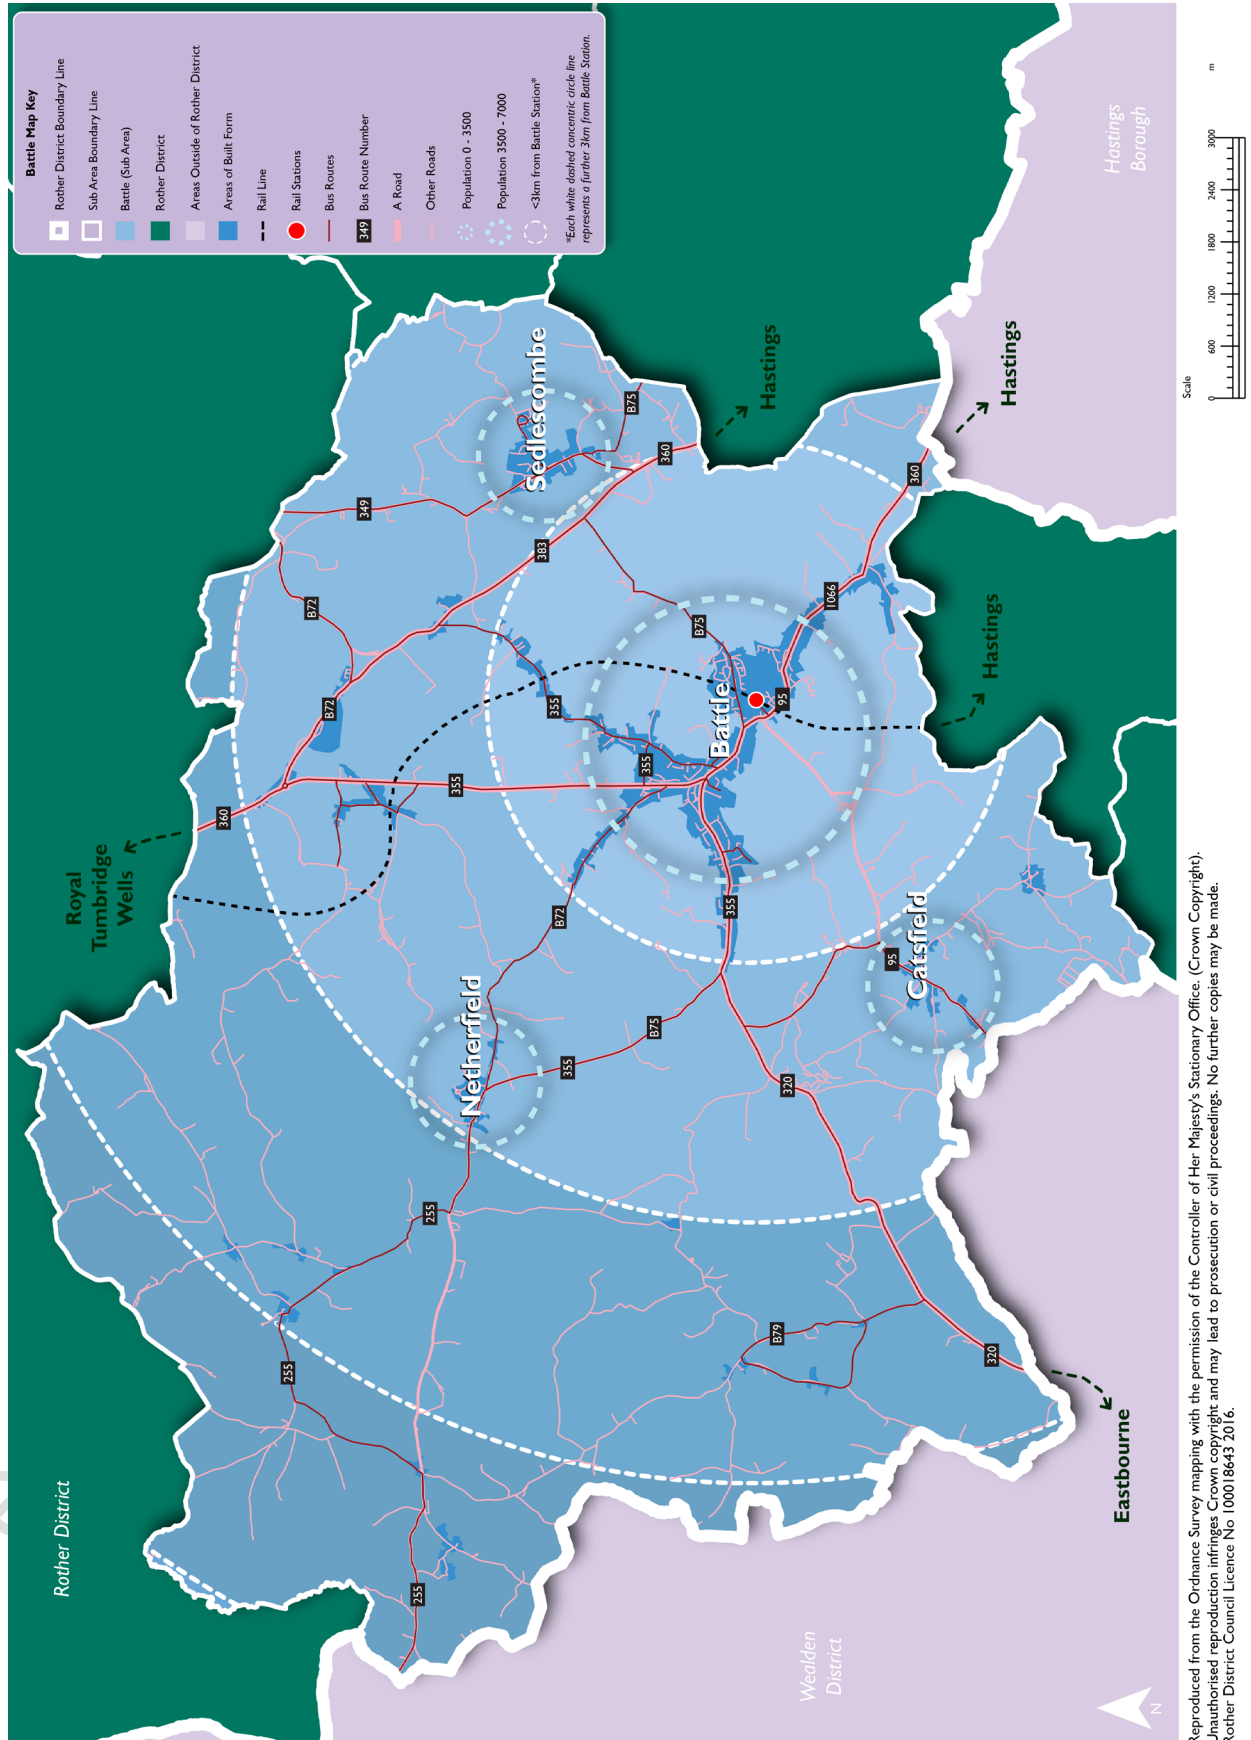 Battle Map Key
Rother District Boundary Line
Sub Area Boundary Line
Battle (Sub Area)
Rother District
Areas Outside of Rother District
Areas of Built Form
Rail Line
Rail Stations
Bus Routes
349
Bus Route Number
A Road
Other Roads
Population 0 - 3500
Population 3500 - 7000
<3km from Battle Station*
*Each white dashed concentric circle line
represents a further 3km from Battle Station.
Rother District
Royal
Tumbridge
Wells
360
B72
B72
349
383
Sedlescombe
B75
360
Hastings
Hastings
360
Hastings
Borough
355
355
355
B75
Battle
95
1066
Hastings
B72
355
Netherfield
355
B75
95
Catsfield
320
255
255
255
B79
320
Eastbourne
Wealden
District
N
Scale
0
600
1200
1800
2400
3000
m
Reproduced from the Ordnance Survey mapping with the permission of the Controller of Her Majesty's Stationary Office. (Crown Copyright).
Unauthorised reproduction infringes Crown copyright and may lead to prosecution or civil proceedings. No further copies may be made.
Rother District Council Licence No 100018643 2016.